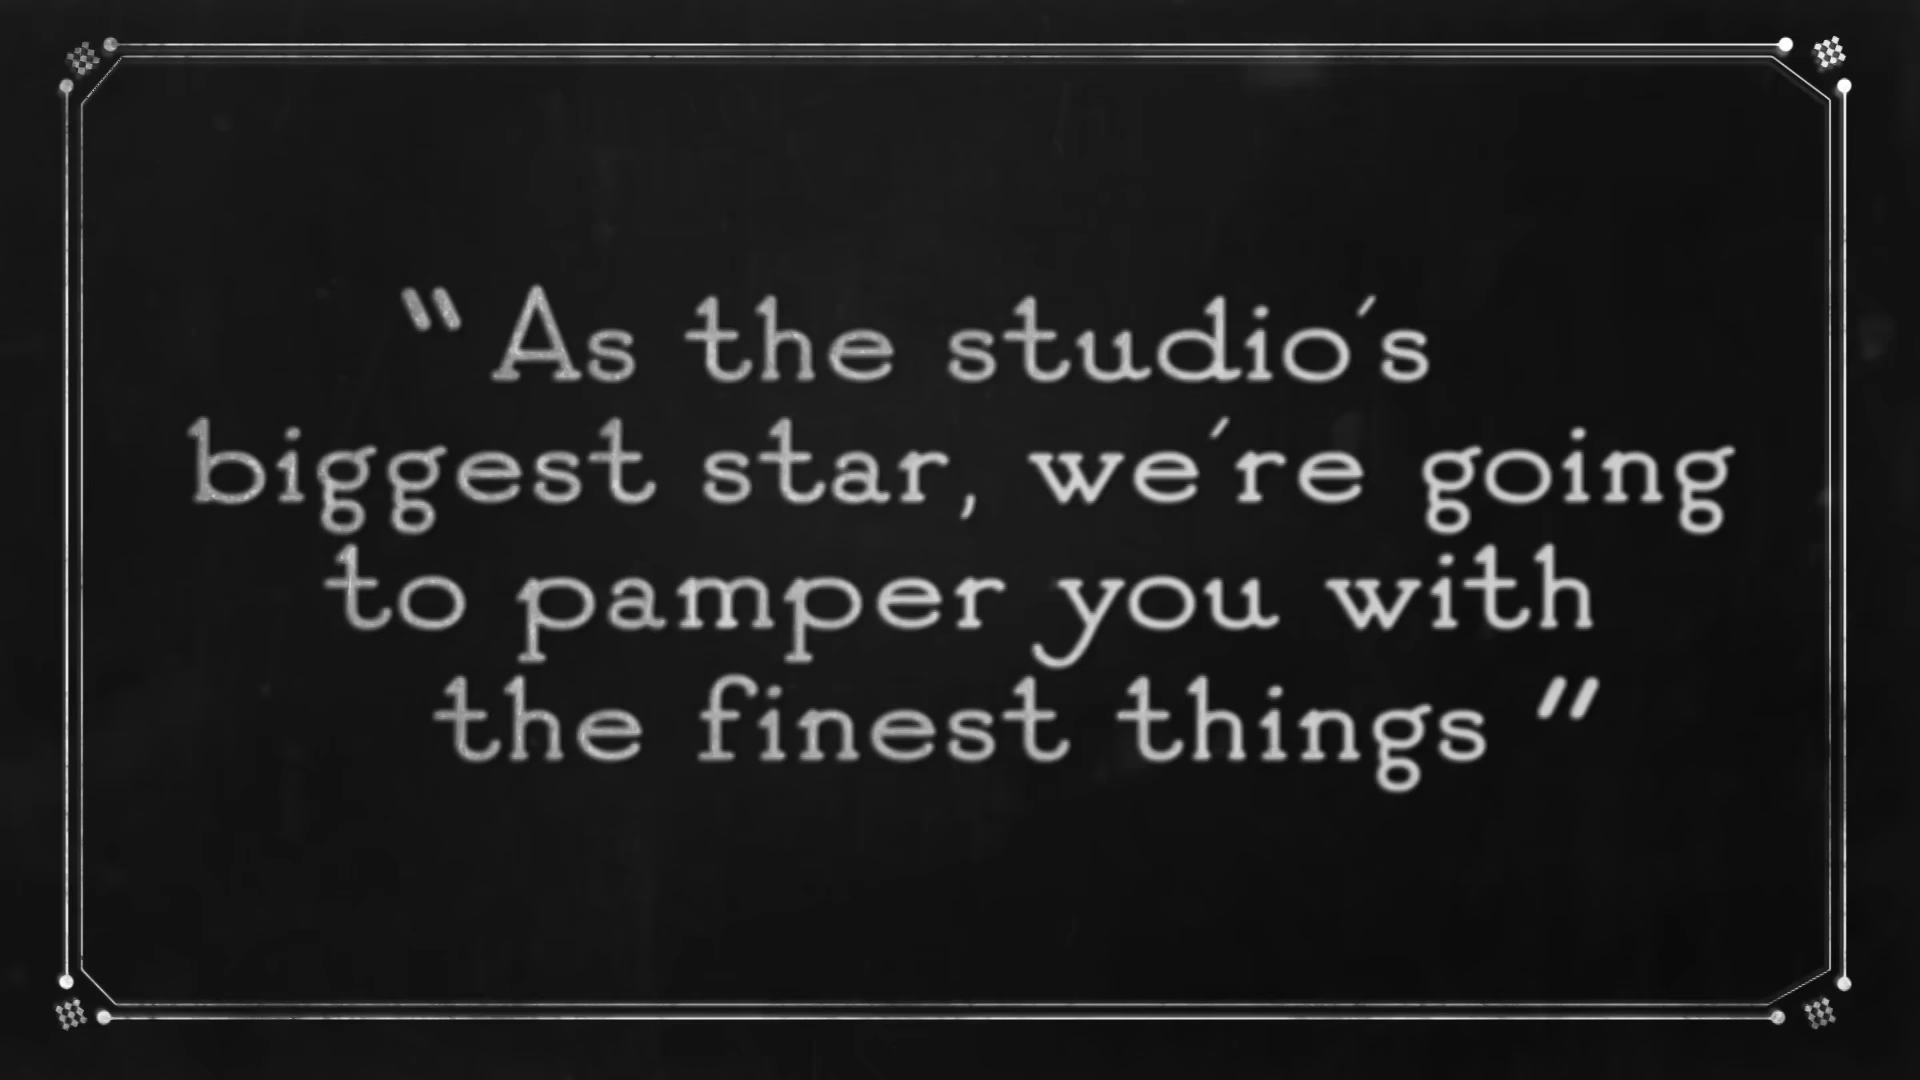 “ As the studio's
biggest star, we're going
to pamper you with
the finest things ”